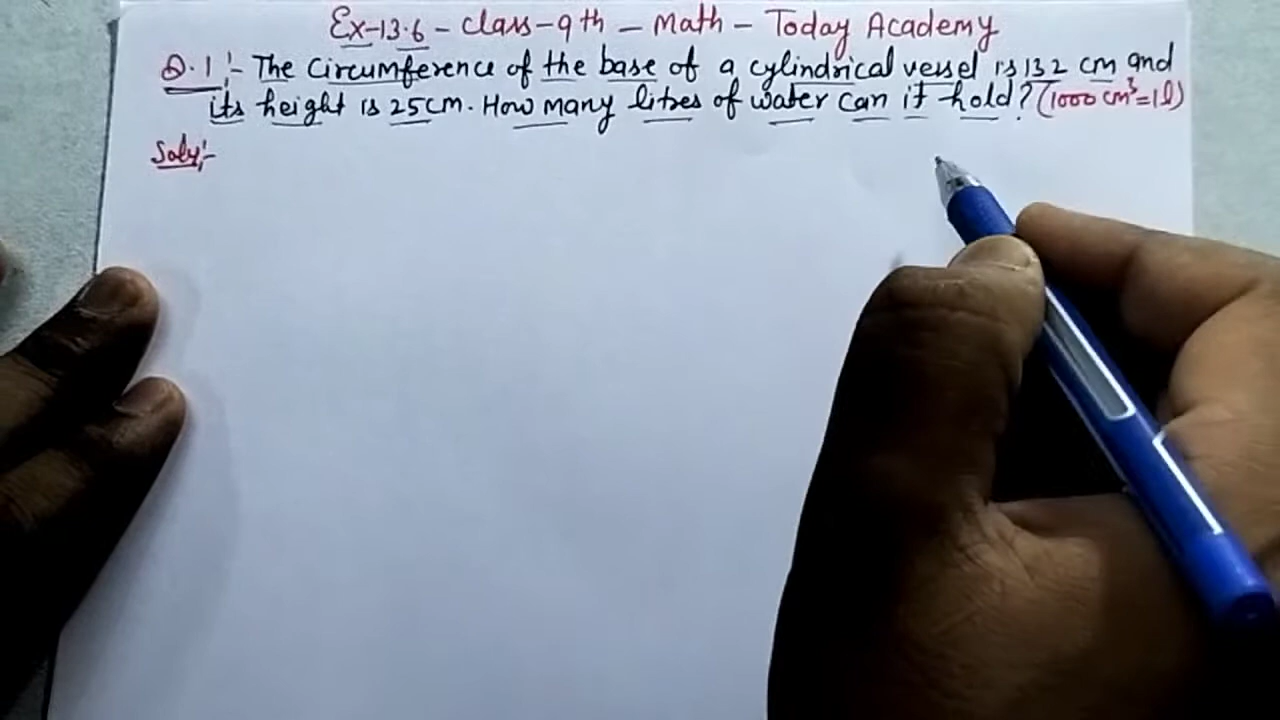 Ex-13.6 - Class-9th - Math - Today Academy
Q.1:- The Circumference of the base of a cylindrical vessel is 132 cm and
its height is 25cm. How many litres of water can it hold? (1000 cm³=1l)
Soly:-